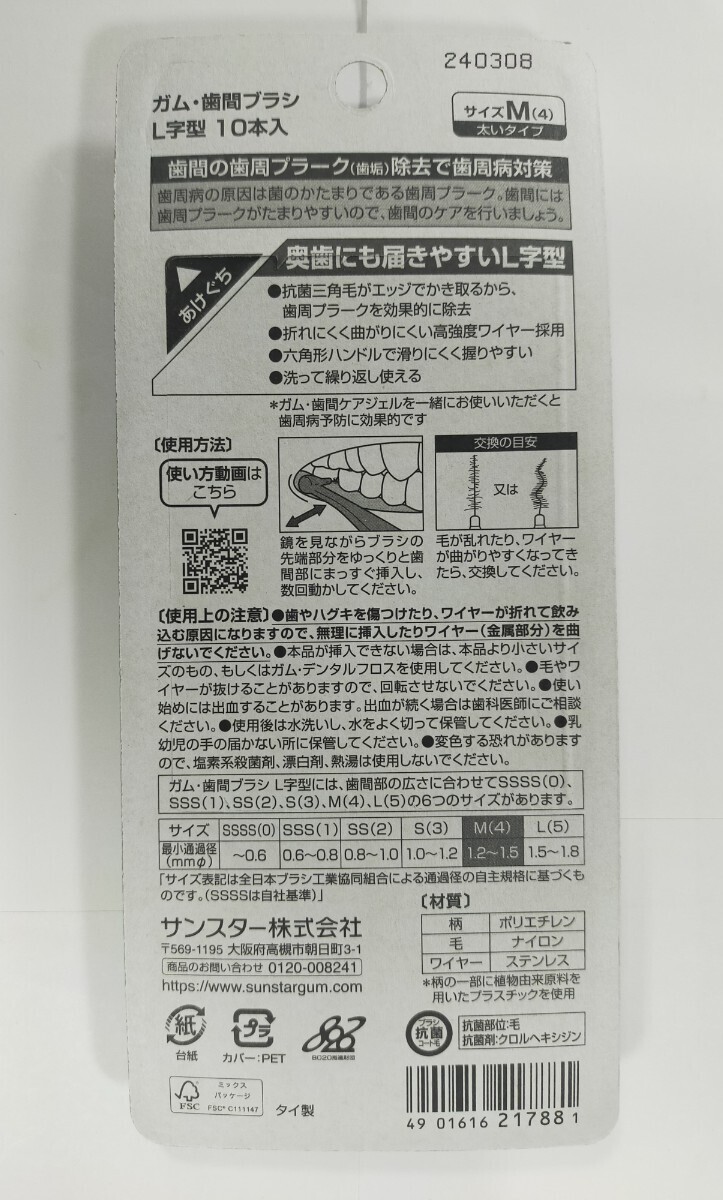 240308
ガム・歯間ブラシ
L字型 10本入
サイズM(4)
太いタイプ
歯間の歯周プラーク(歯垢)除去で歯周病対策
歯周病の原因は菌のかたまりである歯周プラーク。歯間には
歯周プラークがたまりやすいので、歯間のケアを行いましょう。
あけぐち
奥歯にも届きやすいL字型
●抗菌三角毛がエッジでかき取るから、
歯周プラークを効果的に除去
●折れにくく曲がりにくい高強度ワイヤー採用
●六角形ハンドルで滑りにくく握りやすい
●洗って繰り返し使える
*ガム・歯間ケアジェルを一緒にお使いいただくと
歯周病予防に効果的です
〔使用方法〕
使い方動画は
こちら
鏡を見ながらブラシの
先端部分をゆっくりと歯
間部にまっすぐ挿入し、
数回動かしてください。
交換の目安
又は
毛が乱れたり、ワイヤー
が曲がりやすくなってき
たら、交換してください。
〔使用上の注意〕●歯やハグキを傷つけたり、ワイヤーが折れて飲み
込む原因になりますので、無理に挿入したりワイヤー(金属部分)を曲
げないでください。●本品が挿入できない場合は、本品より小さいサイ
ズのもの、もしくはガム・デンタルフロスを使用してください。●毛やワ
イヤーが抜けることがありますので、回転させないでください。●使い
始めには出血することがあります。出血が続く場合は歯科医師にご相談
ください。●使用後は水洗いし、水をよく切って保管してください。●乳
幼児の手の届かない所に保管してください。●変色する恐れがあります
ので、塩素系殺菌剤、漂白剤、熱湯は使用しないでください。
ガム・歯間ブラシ L字型には、歯間部の広さに合わせてSSSS(0)、
SSS(1)、SS(2)、S(3)、M(4)、L(5)の6つのサイズがあります。
サイズ SSSS(0) SSS(1) SS(2) S(3) M(4) L(5)
最小通過径(mmφ) ~0.6 0.6~0.8 0.8~1.0 1.0~1.2 1.2~1.5 1.5~1.8
「サイズ表記は全日本ブラシ工業協同組合による通過径の自主規格に基づくも
のです。(SSSSは自社基準)」
サンスター株式会社
〒569-1195 大阪府高槻市朝日町3-1
商品のお問い合わせ 0120-008241
https://www.sunstargum.com
〔材質〕
柄 ポリエチレン
毛 ナイロン
ワイヤー ステンレス
*柄の一部に植物由来原料を
用いたプラスチックを使用
紙
台紙
プラ
カバー:PET
8020
8020推進財団
ブラシ
抗菌
コート毛
抗菌部位:毛
抗菌剤:クロルヘキシジン
FSC
ミックス
パッケージ
FSC® C111147
タイ製
4 901616 217881